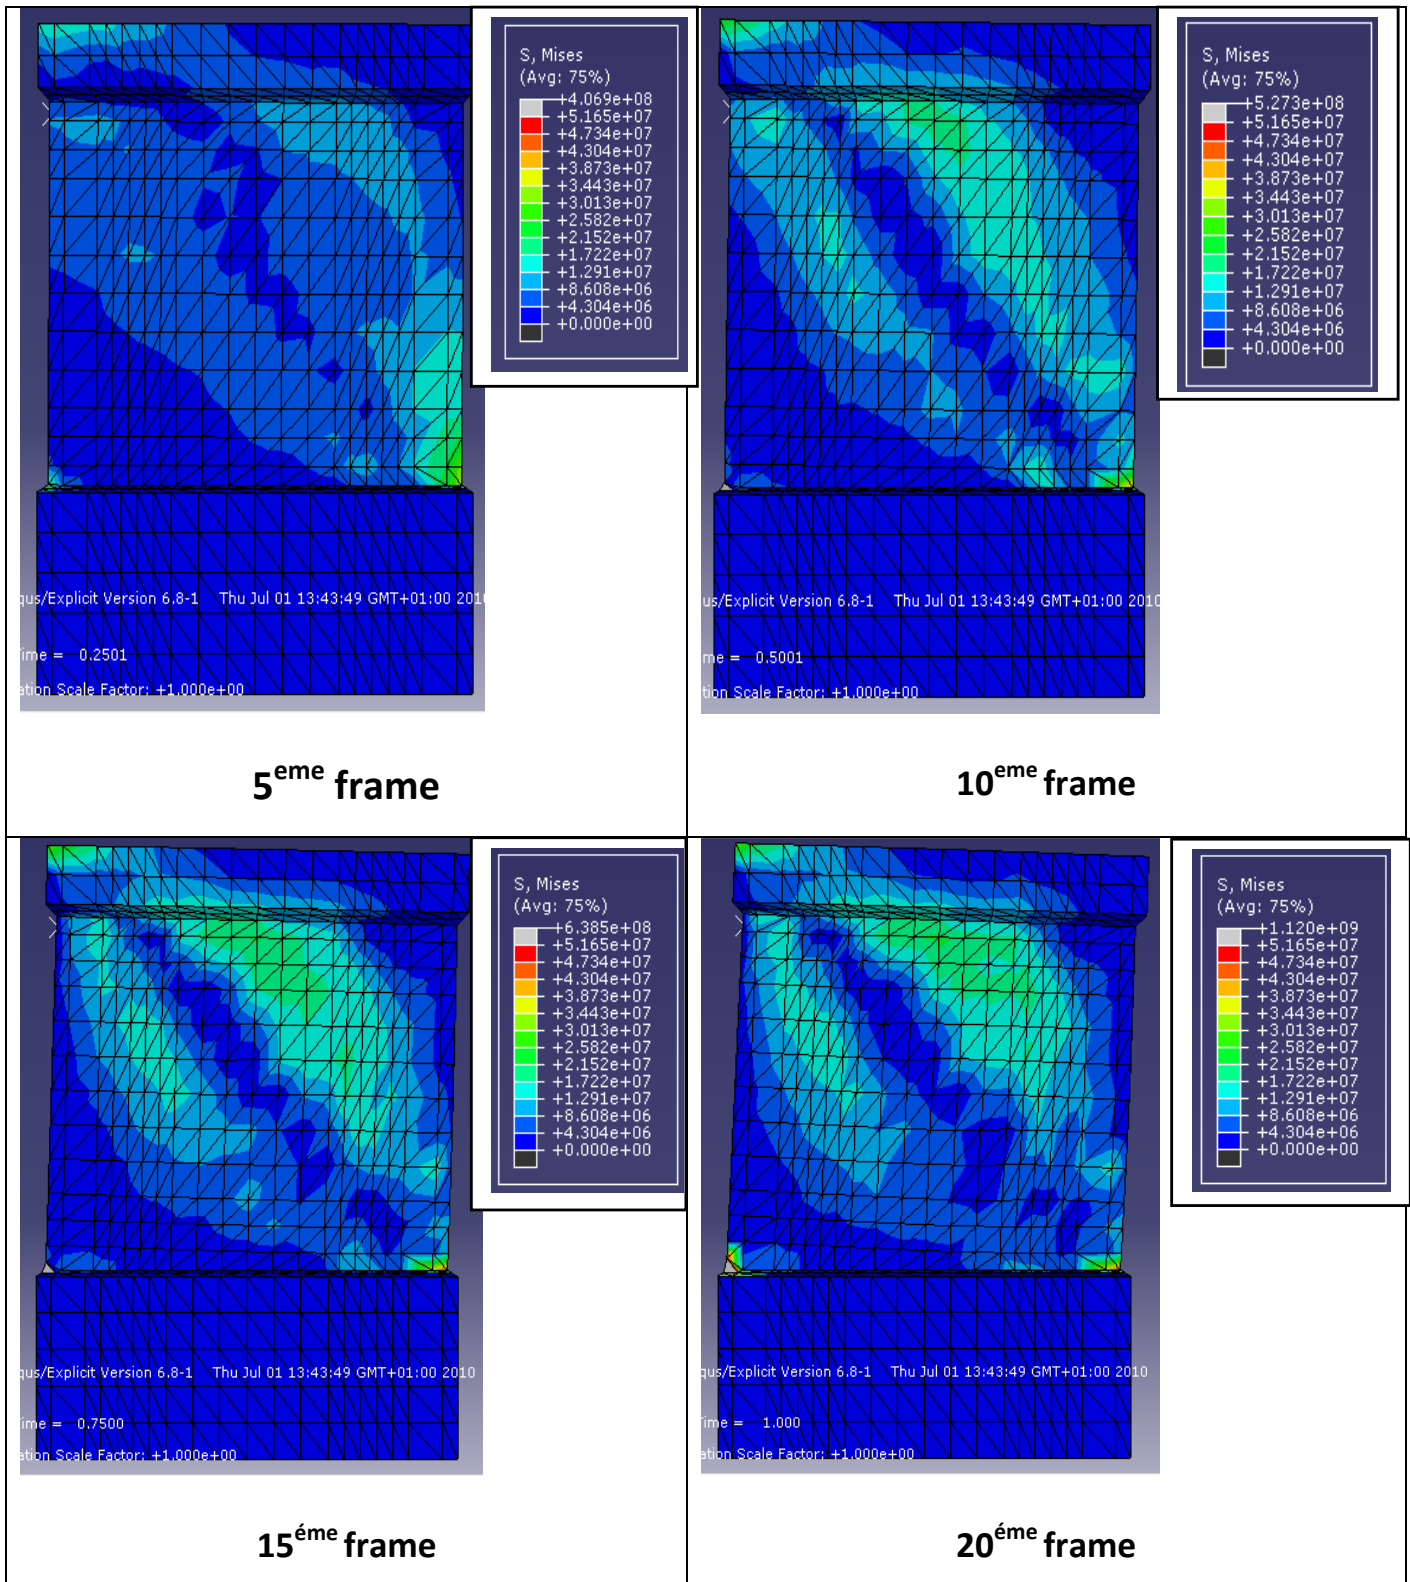 S, Mises
(Avg: 75%)
+4.069e+08
+5.165e+07
+4.734e+07
+4.304e+07
+3.873e+07
+3.443e+07
+3.013e+07
+2.582e+07
+2.152e+07
+1.722e+07
+1.291e+07
+8.608e+06
+4.304e+06
+0.000e+00
qus/Explicit Version 6.8-1 Thu Jul 01 13:43:49 GMT+01:00 2010
ime = 0.2501
ation Scale Factor: +1.000e+00
5eme frame
S, Mises
(Avg: 75%)
+5.273e+08
+5.165e+07
+4.734e+07
+4.304e+07
+3.873e+07
+3.443e+07
+3.013e+07
+2.582e+07
+2.152e+07
+1.722e+07
+1.291e+07
+8.608e+06
+4.304e+06
+0.000e+00
us/Explicit Version 6.8-1 Thu Jul 01 13:43:49 GMT+01:00 2010
me = 0.5001
tion Scale Factor: +1.000e+00
10eme frame
S, Mises
(Avg: 75%)
+6.385e+08
+5.165e+07
+4.734e+07
+4.304e+07
+3.873e+07
+3.443e+07
+3.013e+07
+2.582e+07
+2.152e+07
+1.722e+07
+1.291e+07
+8.608e+06
+4.304e+06
+0.000e+00
qus/Explicit Version 6.8-1 Thu Jul 01 13:43:49 GMT+01:00 2010
ime = 0.7500
ation Scale Factor: +1.000e+00
15éme frame
S, Mises
(Avg: 75%)
+1.120e+09
+5.165e+07
+4.734e+07
+4.304e+07
+3.873e+07
+3.443e+07
+3.013e+07
+2.582e+07
+2.152e+07
+1.722e+07
+1.291e+07
+8.608e+06
+4.304e+06
+0.000e+00
qus/Explicit Version 6.8-1 Thu Jul 01 13:43:49 GMT+01:00 2010
ime = 1.000
ation Scale Factor: +1.000e+00
20éme frame